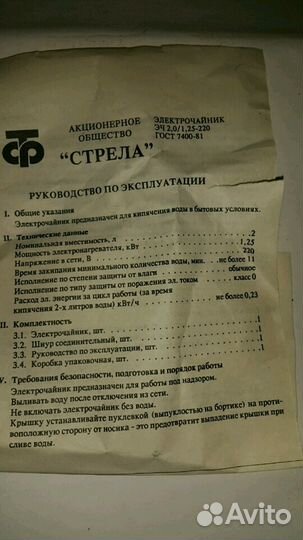 АКЦИОНЕРНОЕ
ОБЩЕСТВО
ЭЛЕКТРОЧАЙНИК
ЭЧ 2,0/1,25-220
ГОСТ 7400-81
"СТРЕЛА"
РУКОВОДСТВО ПО ЭКСПЛУАТАЦИИ
I. Общие указания
Электрочайник предназначен для кипячения воды в бытовых условиях.
II. Технические данные
Номинальная вместимость, л 2
Мощность электронагревателя, кВт 1,25
Напряжение в сети, В 220
Время закипания минимального количества воды, мин. не более 11
Исполнение по степени защиты от влаги обычное
Исполнение по типу защиты от поражения эл. током класс 0
Расход эл. энергии за цикл работы (за время
кипячения 2-х литров воды) кВт/ч не более 0,23
II. Комплектность
3.1. Электрочайник, шт. 1
3.2. Шнур соединительный, шт. 1
3.3. Руководство по эксплуатации, шт. 1
3.4. Коробка упаковочная, шт. 1
V. Требования безопасности, подготовка и порядок работы
Электрочайник предназначен для работы под надзором.
Выливать воду после отключения из сети.
Не включать электрочайник без воды.
Крышку устанавливайте пуклевкой (выпуклостью на бортике) на проти-
воположную сторону от носика - это предотвратит выпадение крышки при
сливе воды.
Avito